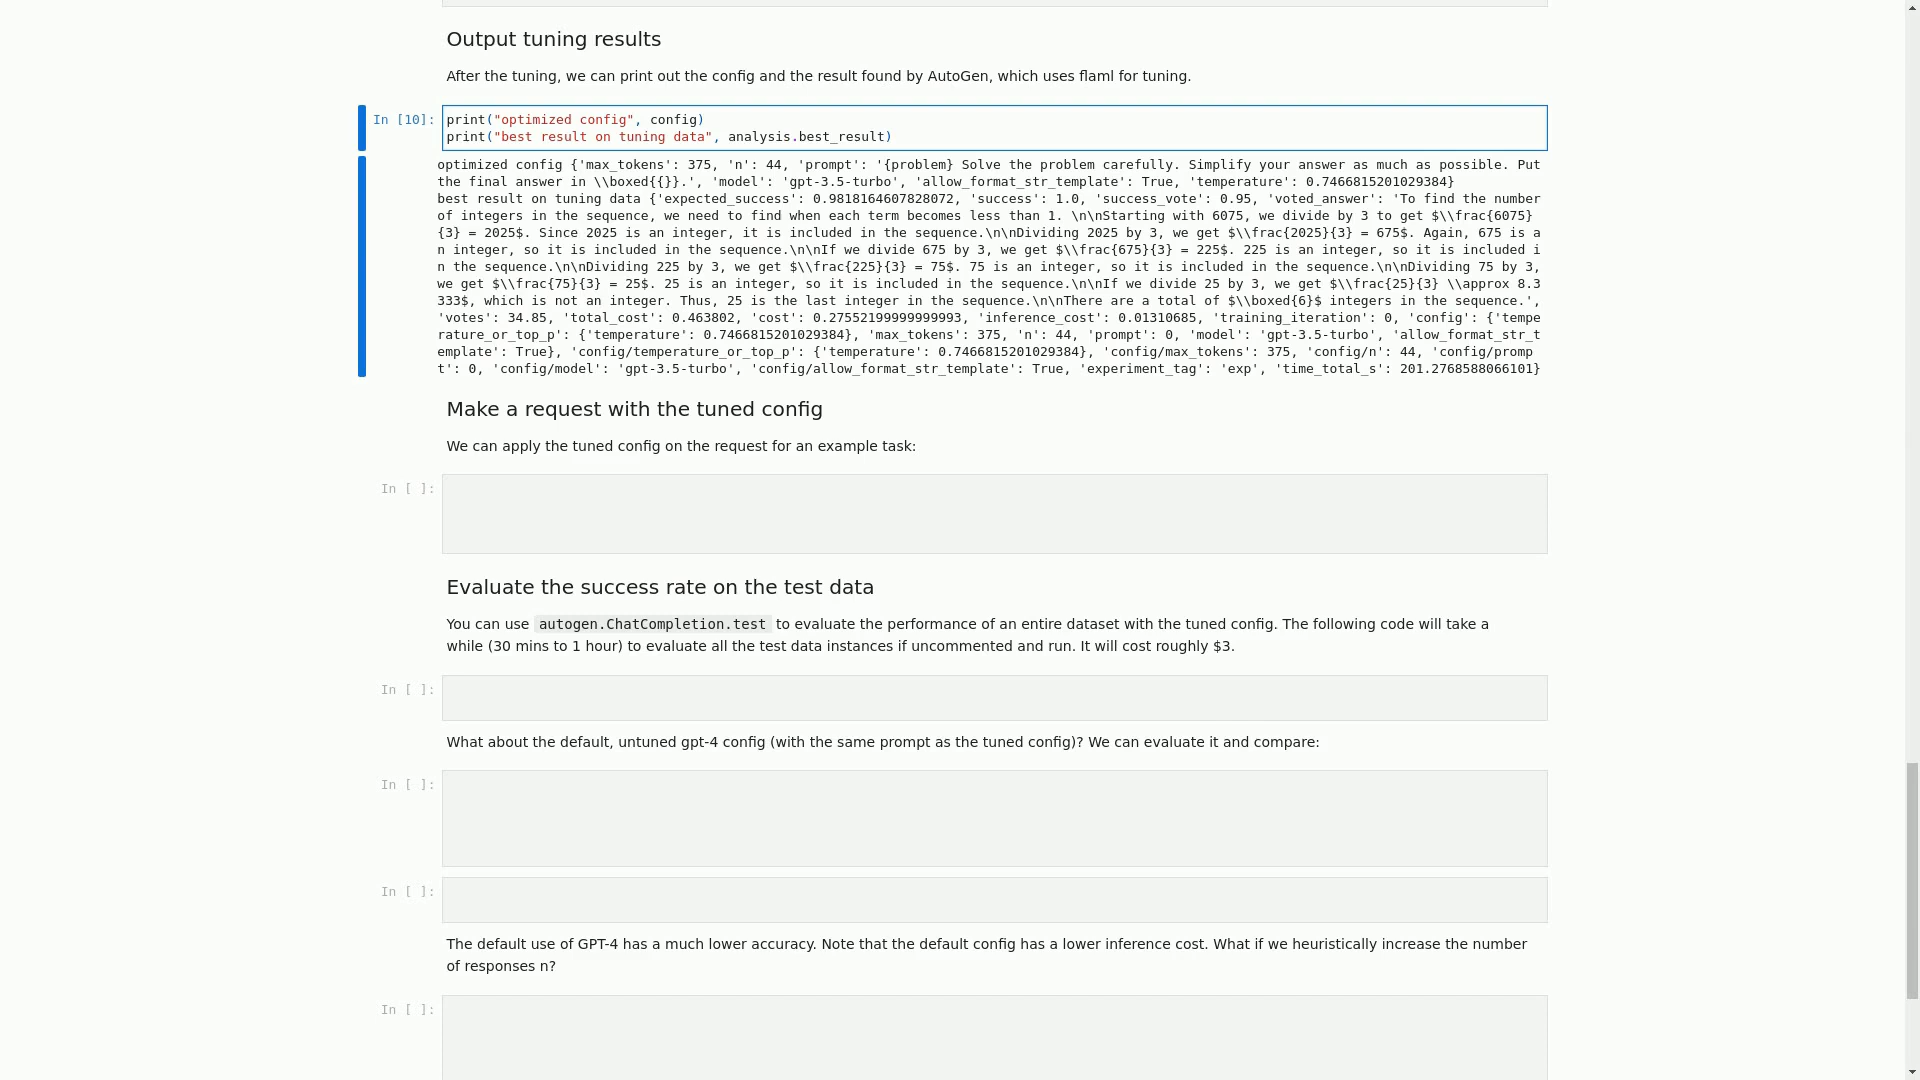 Output tuning results
After the tuning, we can print out the config and the result found by AutoGen, which uses flaml for tuning.
In [10]:
print("optimized config", config)
print("best result on tuning data", analysis.best_result)
optimized config {'max_tokens': 375, 'n': 44, 'prompt': '{problem} Solve the problem carefully. Simplify your answer as much as possible. Put
the final answer in \\boxed{{}}.', 'model': 'gpt-3.5-turbo', 'allow_format_str_template': True, 'temperature': 0.7466815201029384}
best result on tuning data {'expected_success': 0.9818164607828072, 'success': 1.0, 'success_vote': 0.95, 'voted_answer': 'To find the number
of integers in the sequence, we need to find when each term becomes less than 1. \n\nStarting with 6075, we divide by 3 to get $\\frac{6075}
{3} = 2025$. Since 2025 is an integer, it is included in the sequence.\n\nDividing 2025 by 3, we get $\\frac{2025}{3} = 675$. Again, 675 is a
n integer, so it is included in the sequence.\n\nIf we divide 675 by 3, we get $\\frac{675}{3} = 225$. 225 is an integer, so it is included i
n the sequence.\n\nDividing 225 by 3, we get $\\frac{225}{3} = 75$. 75 is an integer, so it is included in the sequence.\n\nDividing 75 by 3,
we get $\\frac{75}{3} = 25$. 25 is an integer, so it is included in the sequence.\n\nIf we divide 25 by 3, we get $\\frac{25}{3} \\approx 8.3
333$, which is not an integer. Thus, 25 is the last integer in the sequence.\n\nThere are a total of $\\boxed{6}$ integers in the sequence.',
'votes': 34.85, 'total_cost': 0.463802, 'cost': 0.27552199999999993, 'inference_cost': 0.01310685, 'training_iteration': 0, 'config': {'tempe
rature_or_top_p': {'temperature': 0.7466815201029384}, 'max_tokens': 375, 'n': 44, 'prompt': 0, 'model': 'gpt-3.5-turbo', 'allow_format_str_t
emplate': True}, 'config/temperature_or_top_p': {'temperature': 0.7466815201029384}, 'config/max_tokens': 375, 'config/n': 44, 'config/promp
t': 0, 'config/model': 'gpt-3.5-turbo', 'config/allow_format_str_template': True, 'experiment_tag': 'exp', 'time_total_s': 201.2768588066101}
Make a request with the tuned config
We can apply the tuned config on the request for an example task:
In [ ]:
Evaluate the success rate on the test data
You can use autogen.ChatCompletion.test to evaluate the performance of an entire dataset with the tuned config. The following code will take a
while (30 mins to 1 hour) to evaluate all the test data instances if uncommented and run. It will cost roughly $3.
In [ ]:
What about the default, untuned gpt-4 config (with the same prompt as the tuned config)? We can evaluate it and compare:
In [ ]:
In [ ]:
The default use of GPT-4 has a much lower accuracy. Note that the default config has a lower inference cost. What if we heuristically increase the number
of responses n?
In [ ]: